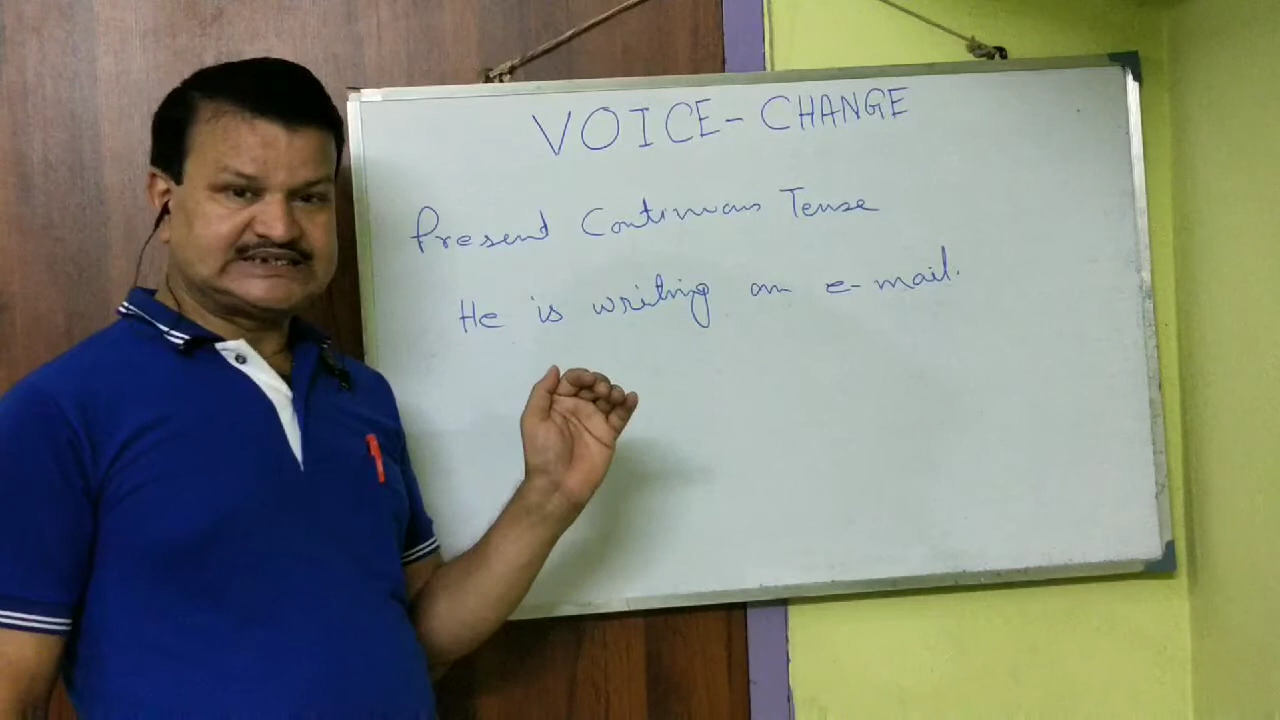 VOICE-CHANGE
Present Continuous Tense
He is writing an e-mail.